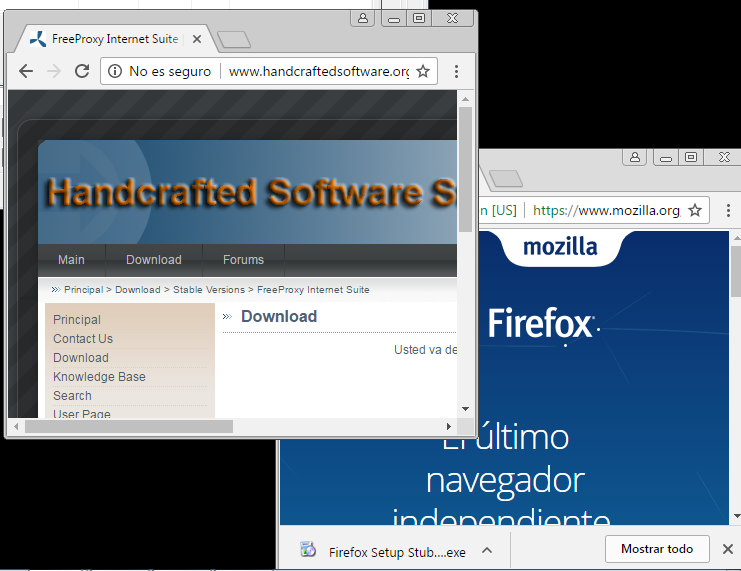 FreeProxy Internet Suite
No es seguro
www.handcraftedsoftware.org
Handcrafted Software S
Main
Download
Forums
Principal > Download > Stable Versions > FreeProxy Internet Suite
Principal
Contact Us
Download
Knowledge Base
Search
User Page
Download
Usted va de
n [US]
https://www.mozilla.org
mozilla
Firefox
El último
navegador
independiente
Firefox Setup Stub....exe
Mostrar todo